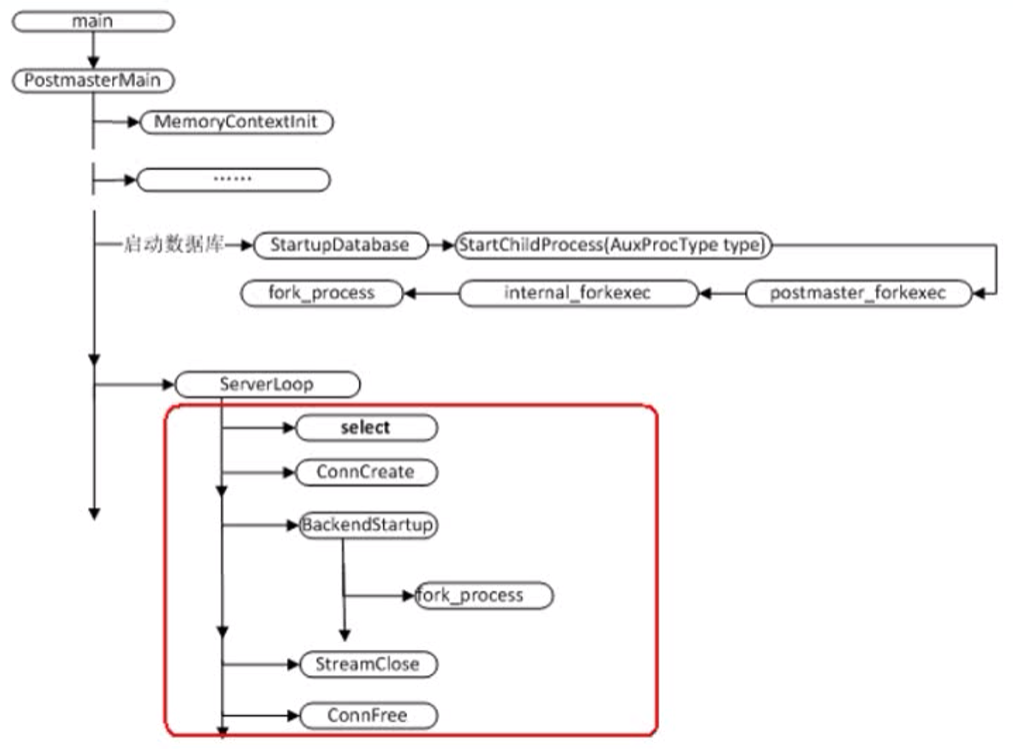 main
PostmasterMain
MemoryContextInit
……
启动数据库 StartupDatabase StartChildProcess(AuxProcType type)
fork_process internal_forkexec postmaster_forkexec
ServerLoop
select
ConnCreate
BackendStartup
fork_process
StreamClose
ConnFree